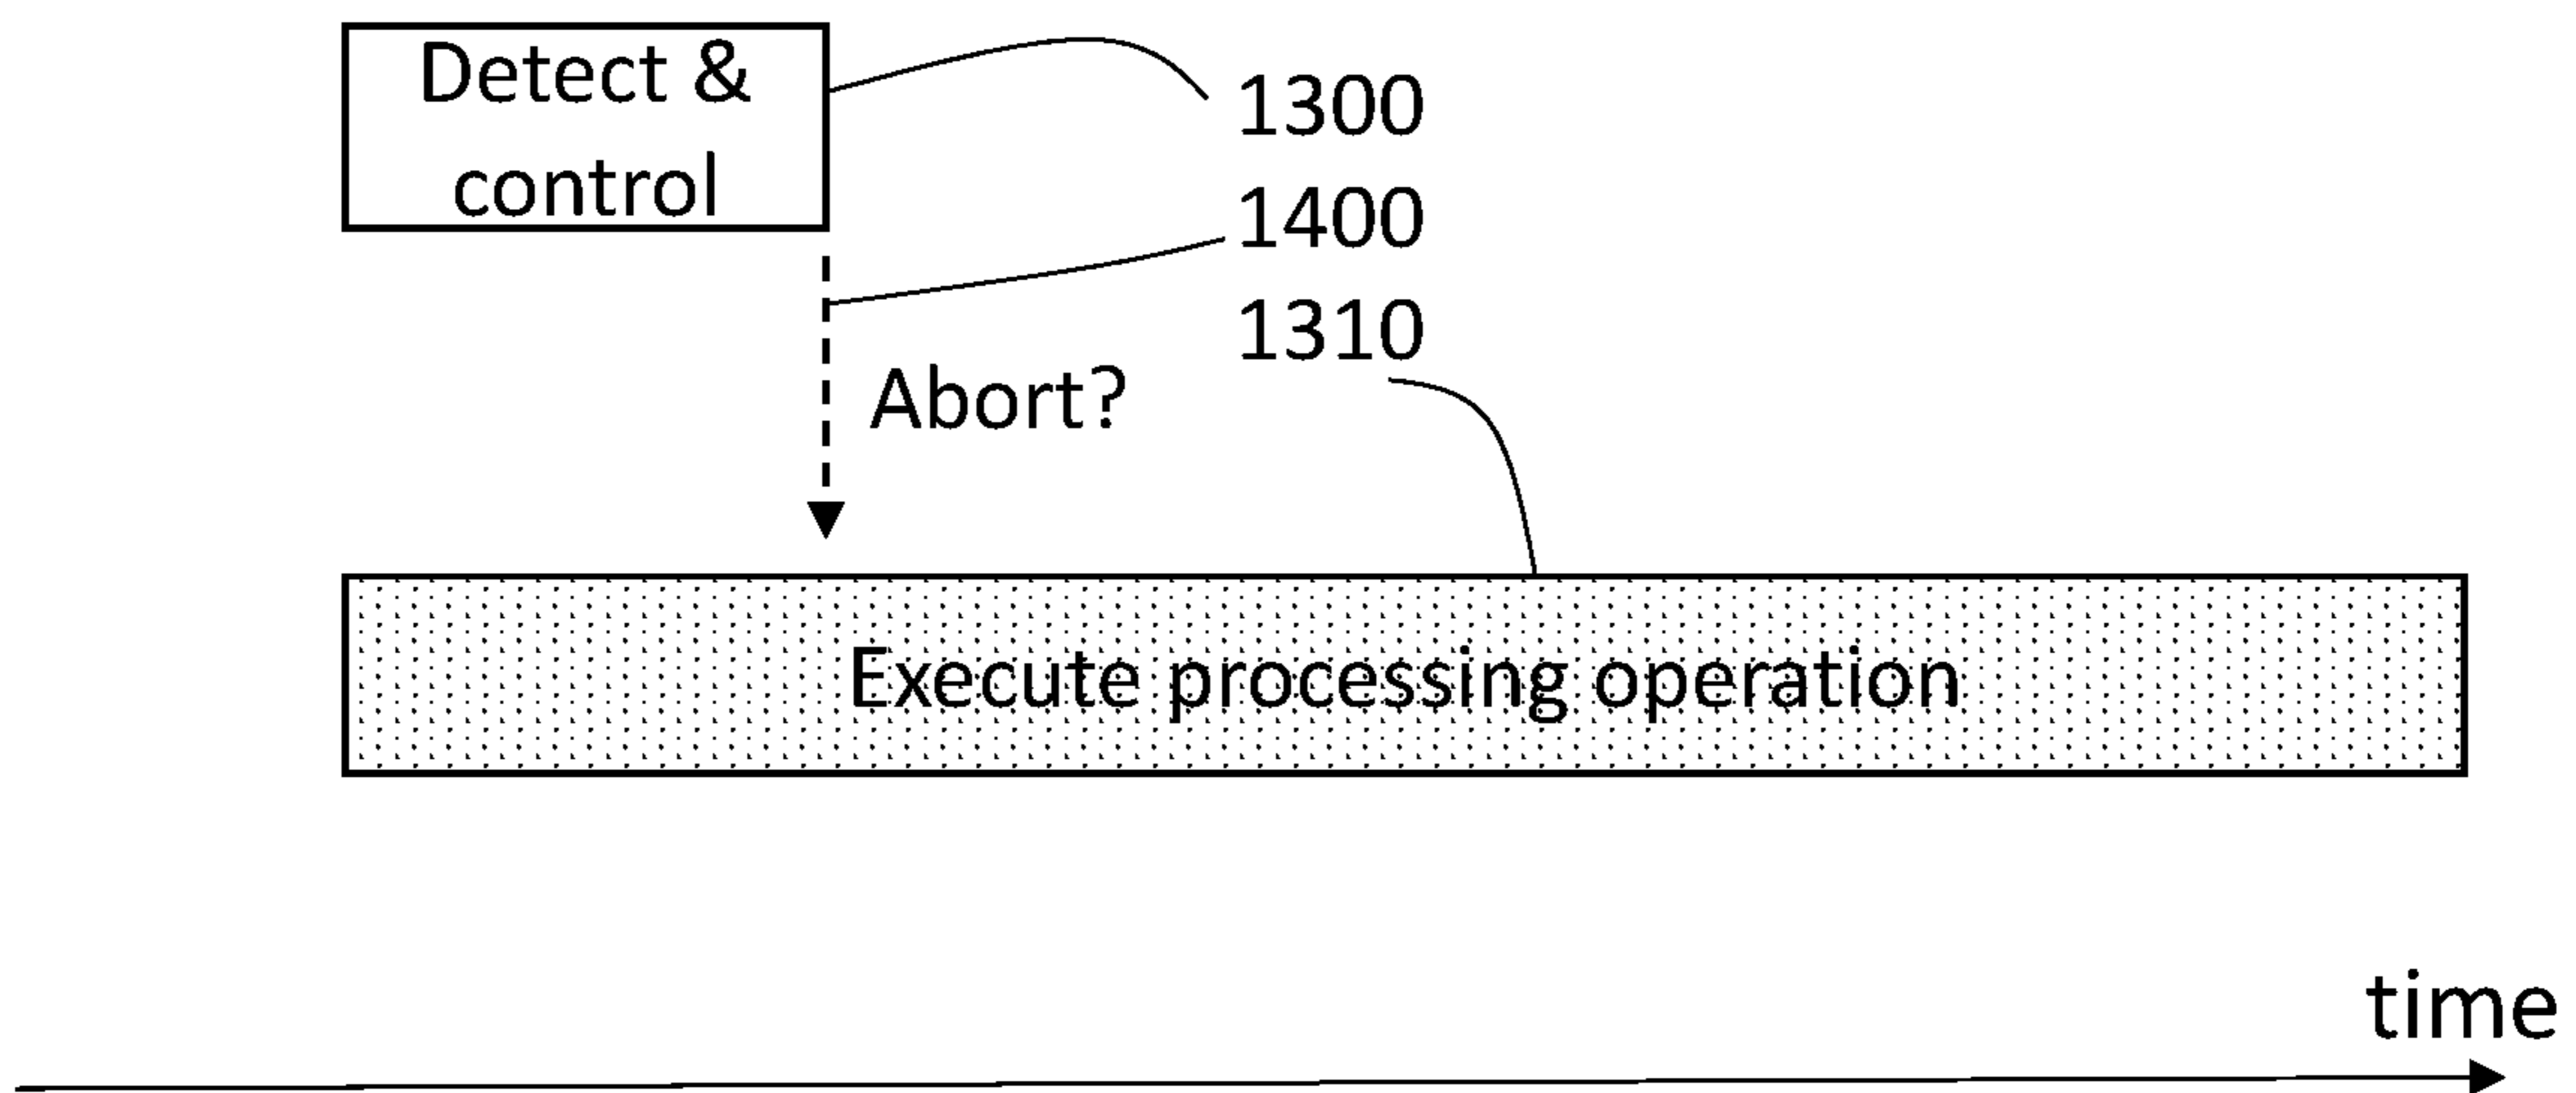 Detect &
control
1300
1400
1310
Abort?
Execute processing operation
time